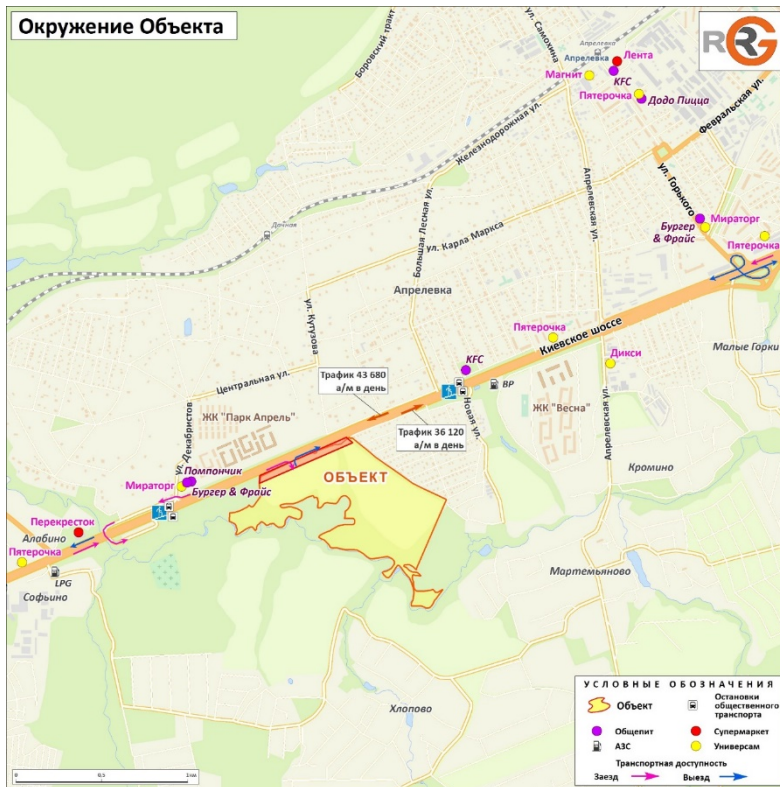 Окружение Объекта
RRG
Боровский тракт
ул. Самохина
Апрелевка
Апрелевка
Лента
KFC
Магнит
Пятерочка
Додо Пицца
Февральская ул.
Железнодорожная ул.
ул. Горького
Мираторг
Бургер
& Фрайс
Пятерочка
Дачная
Большая Лесная ул.
ул. Карла Маркса
Апрелевская ул.
Апрелевка
ул. Кутузова
Пятерочка
Киевское шоссе
Малые Горки
Дикси
KFC
BP
Центральная ул.
Трафик 43 680
а/м в день
Трафик 36 120
а/м в день
ЖК "Парк Апрель"
ЖК "Весна"
Новая ул.
Апрелевская ул.
ул. Декабристов
Помпончик
Мираторг
Бургер & Фрайс
ОБЪЕКТ
Кромино
Перекресток
Алабино
Пятерочка
LPG
Софьино
Мартемьяново
Хлопово
УСЛОВНЫЕ ОБОЗНАЧЕНИЯ
Объект
Остановки
общественного
транспорта
Общепит
Супермаркет
АЗС
Универсам
Транспортная доступность
Заезд
Выезд
0
0,5
1 км